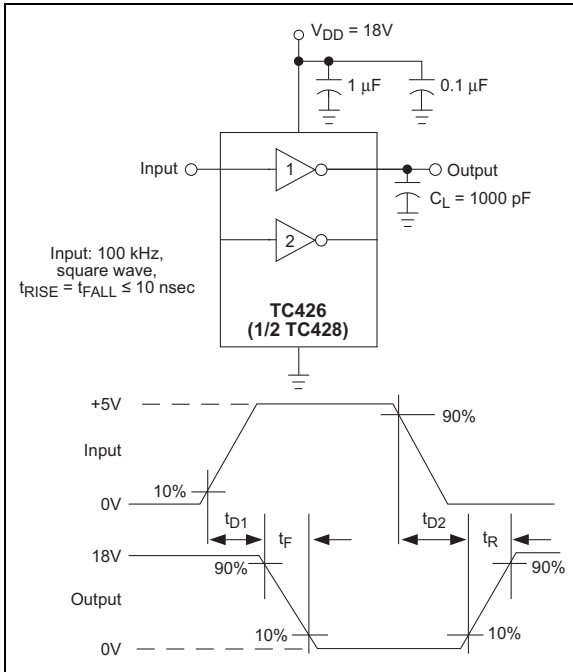 V_DD = 18V
1 μF
0.1 μF
Input
1
Output
C_L = 1000 pF
2
Input: 100 kHz,
square wave,
t_RISE = t_FALL ≤ 10 nsec
TC426
(1/2 TC428)
+5V
90%
Input
10%
0V
t_D1
t_F
t_D2
t_R
18V
90%
90%
Output
10%
10%
0V